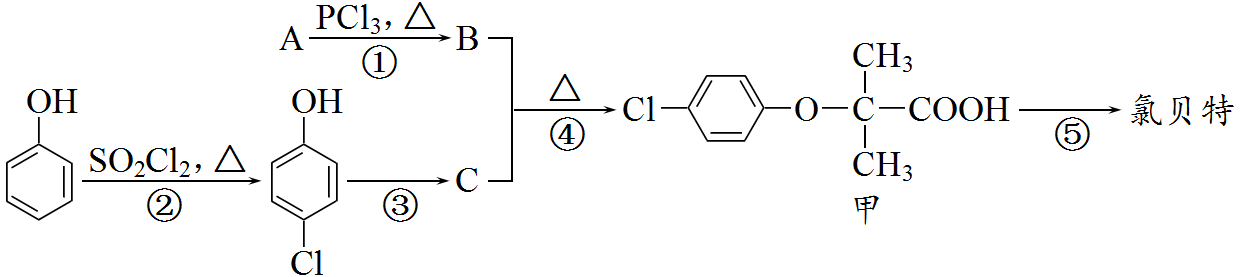 A PCl₃，△ ① B
OH SO₂Cl₂，△ ② OH Cl ③ C
△ ④
Cl O C CH₃ CH₃ COOH
甲
⑤ 氯贝特